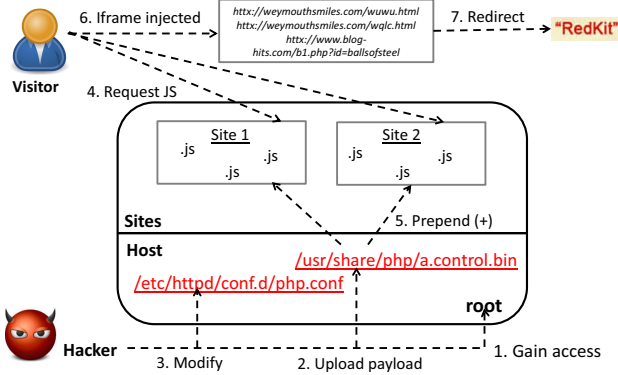 6. Iframe injected
httx://weymouthsmiles.com/wuwu.html
httx://weymouthsmiles.com/wqlc.html
httx://www.blog-
hits.com/b1.php?id=ballsofsteel
7. Redirect
“RedKit”
Visitor
4. Request JS
Site 1
.js
.js
.js
Site 2
.js
.js
.js
Sites
5. Prepend (+)
Host
/usr/share/php/a.control.bin
/etc/httpd/conf.d/php.conf
root
Hacker
3. Modify
2. Upload payload
1. Gain access